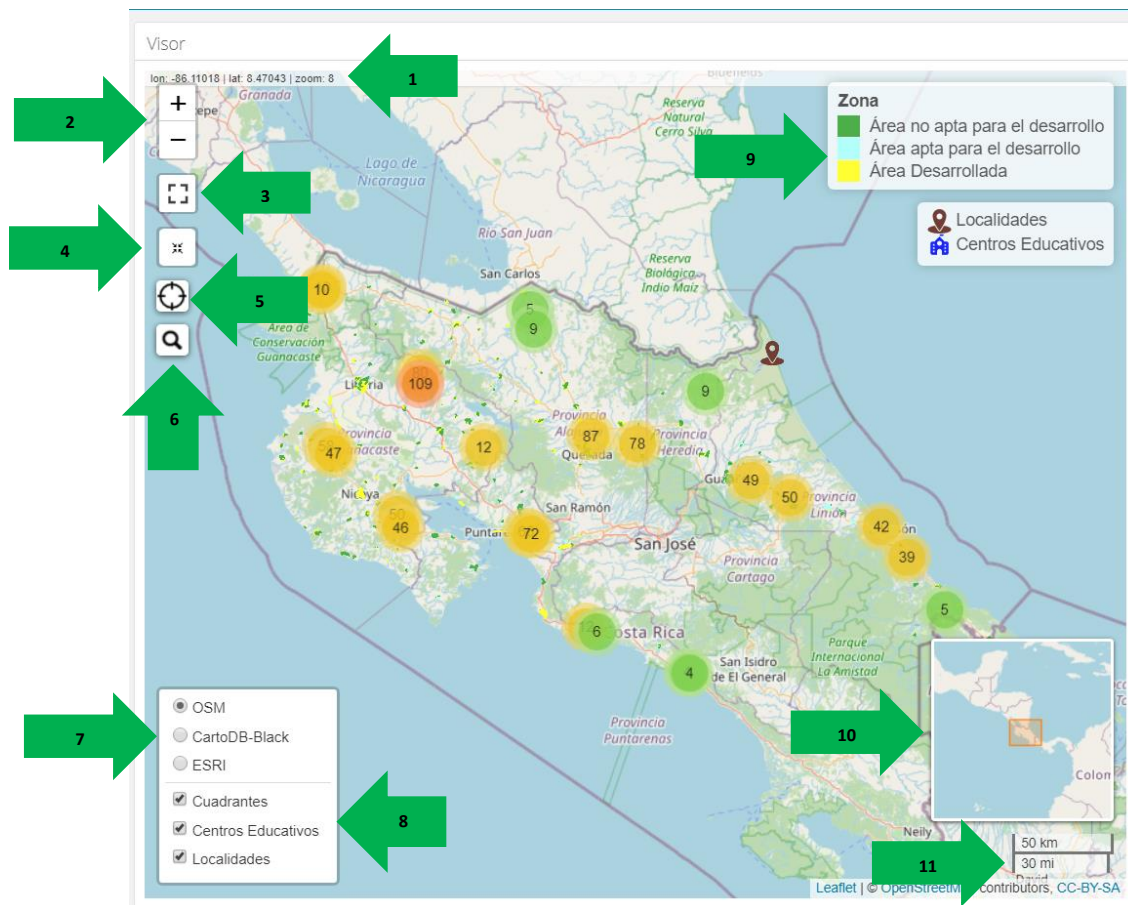 Visor
lon: -86.11018 | lat: 8.47043 | zoom: 8
1
2
+
−
3
4
5
6
7
8
9
10
11
Zona
Área no apta para el desarrollo
Área apta para el desarrollo
Área Desarrollada
Localidades
Centros Educativos
Bluefields
Granada
Reserva
Natural
Cerro Silva
Lago de
Nicaragua
Río San Juan
San Carlos
Reserva
Biológica
Indio Maíz
10
5
9
Área de
Conservación
Guanacaste
109
Liberia
9
47
Provincia
12
87
Quesada
78
Provincia
Heredia
49
50
Provincia
Limón
50
46
Nicoya
San Ramón
72
San José
42
39
Provincia
Cartago
5
6
Costa Rica
4
San Isidro
de El General
Parque
Internacional
La Amistad
Provincia
Puntarenas
Neily
OSM
CartoDB-Black
ESRI
Cuadrantes
Centros Educativos
Localidades
50 km
30 mi
David
Leaflet | © OpenStreetMap contributors, CC-BY-SA